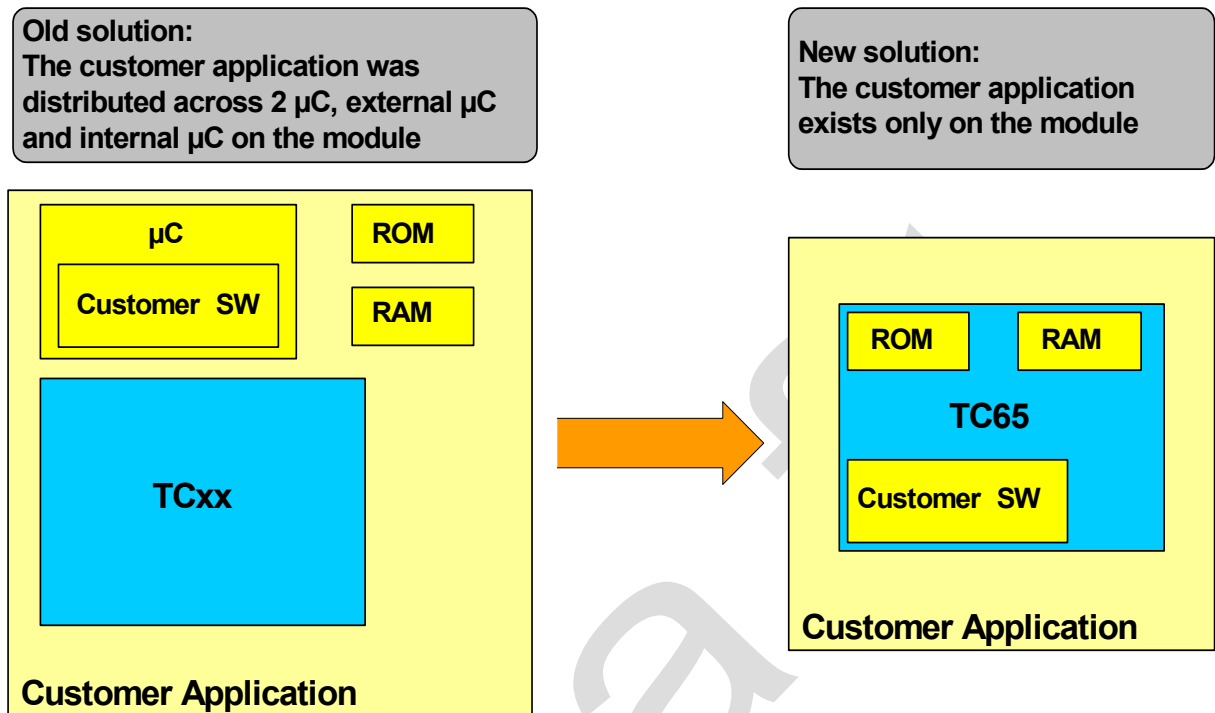 Old solution:
The customer application was
distributed across 2 µC, external µC
and internal µC on the module
New solution:
The customer application
exists only on the module
µC
Customer SW
ROM
RAM
TCxx
Customer Application
ROM
RAM
TC65
Customer SW
Customer Application